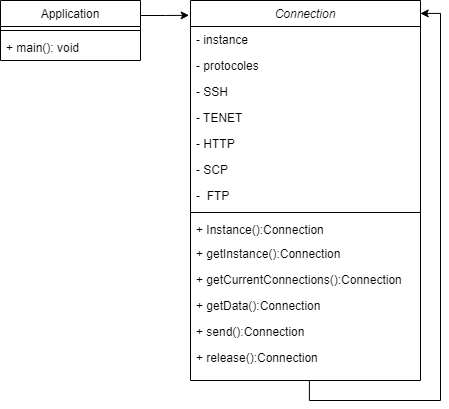 Application
+ main(): void
Connection
- instance
- protocoles
- SSH
- TENET
- HTTP
- SCP
- FTP
+ Instance():Connection
+ getInstance():Connection
+ getCurrentConnections():Connection
+ getData():Connection
+ send():Connection
+ release():Connection